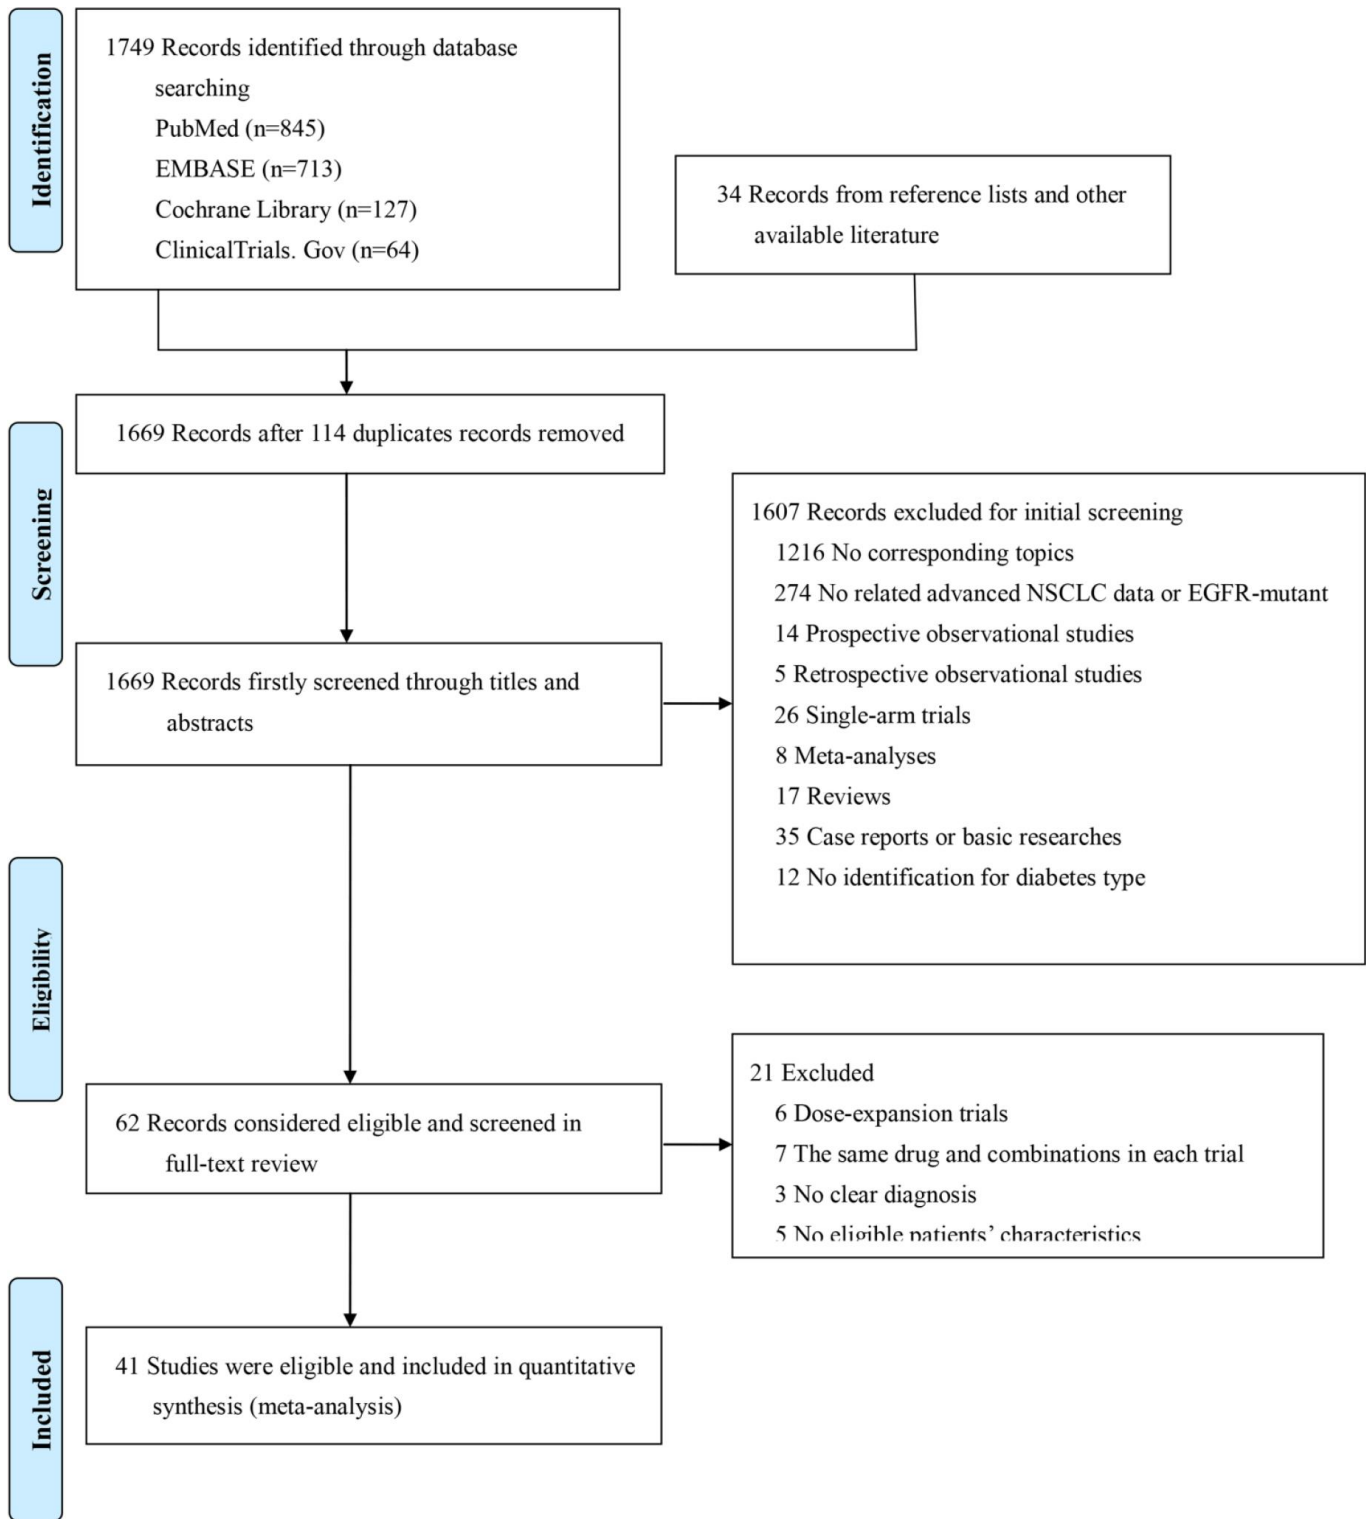 Identification
1749 Records identified through database
searching
PubMed (n=845)
EMBASE (n=713)
Cochrane Library (n=127)
ClinicalTrials. Gov (n=64)
34 Records from reference lists and other
available literature
Screening
1669 Records after 114 duplicates records removed
1669 Records firstly screened through titles and
abstracts
1607 Records excluded for initial screening
1216 No corresponding topics
274 No related advanced NSCLC data or EGFR-mutant
14 Prospective observational studies
5 Retrospective observational studies
26 Single-arm trials
8 Meta-analyses
17 Reviews
35 Case reports or basic researches
12 No identification for diabetes type
Eligibility
62 Records considered eligible and screened in
full-text review
21 Excluded
6 Dose-expansion trials
7 The same drug and combinations in each trial
3 No clear diagnosis
5 No eligible patients’ characteristics
Included
41 Studies were eligible and included in quantitative
synthesis (meta-analysis)